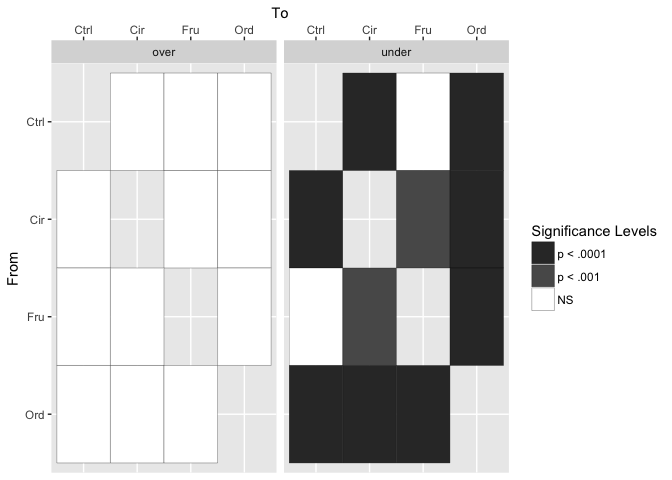 To
Ctrl Cir Fru Ord Ctrl Cir Fru Ord
over under
From
Ctrl
Cir
Fru
Ord
Significance Levels
p < .0001
p < .001
NS